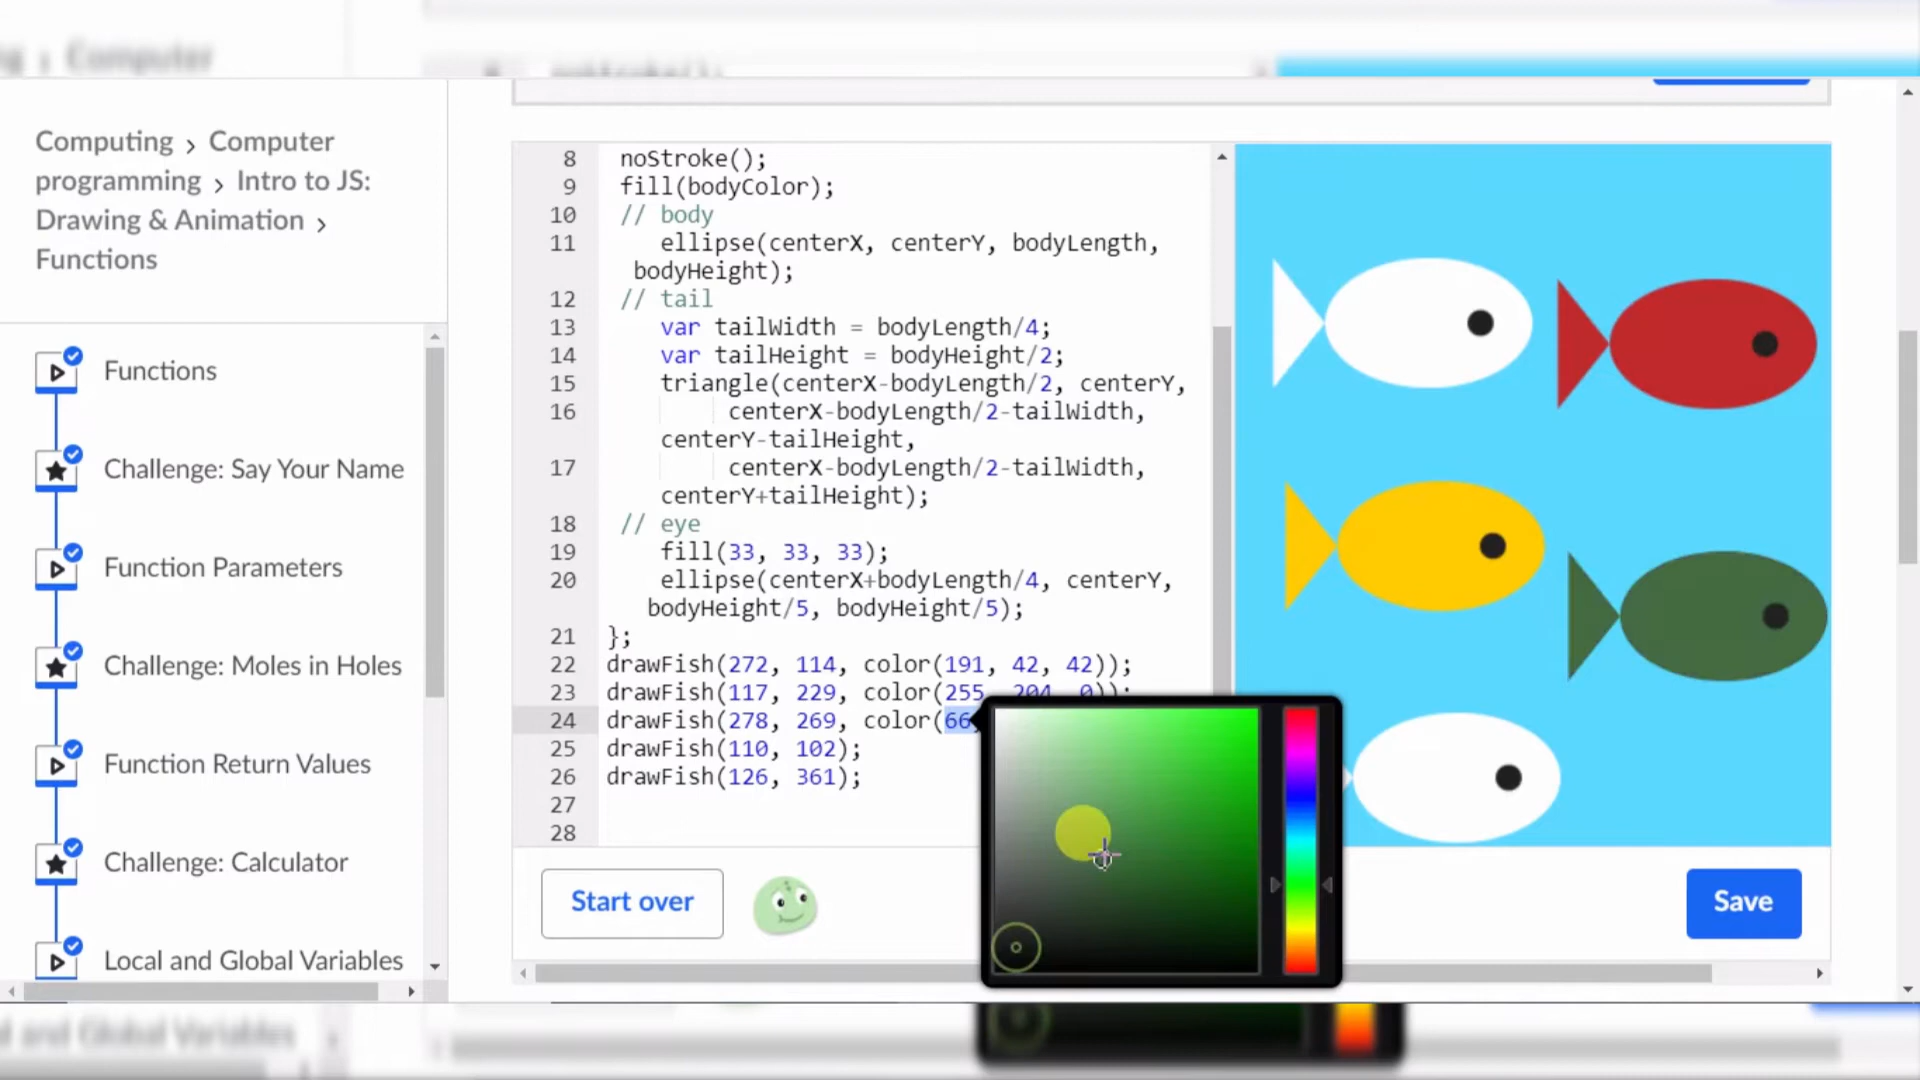 Computer
Computing > Computer
programming > Intro to JS:
Drawing & Animation >
Functions
Functions
Challenge: Say Your Name
Function Parameters
Challenge: Moles in Holes
Function Return Values
Challenge: Calculator
Local and Global Variables
8 noStroke();
9 fill(bodyColor);
10 // body
11 ellipse(centerX, centerY, bodyLength,
bodyHeight);
12 // tail
13 var tailWidth = bodyLength/4;
14 var tailHeight = bodyHeight/2;
15 triangle(centerX-bodyLength/2, centerY,
16 centerX-bodyLength/2-tailWidth,
centerY-tailHeight,
17 centerX-bodyLength/2-tailWidth,
centerY+tailHeight);
18 // eye
19 fill(33, 33, 33);
20 ellipse(centerX+bodyLength/4, centerY,
bodyHeight/5, bodyHeight/5);
21 };
22 drawFish(272, 114, color(191, 42, 42));
23 drawFish(117, 229, color(255, 204, 0));
24 drawFish(278, 269, color(66
25 drawFish(110, 102);
26 drawFish(126, 361);
27
28
Start over
Save
and Global Variables